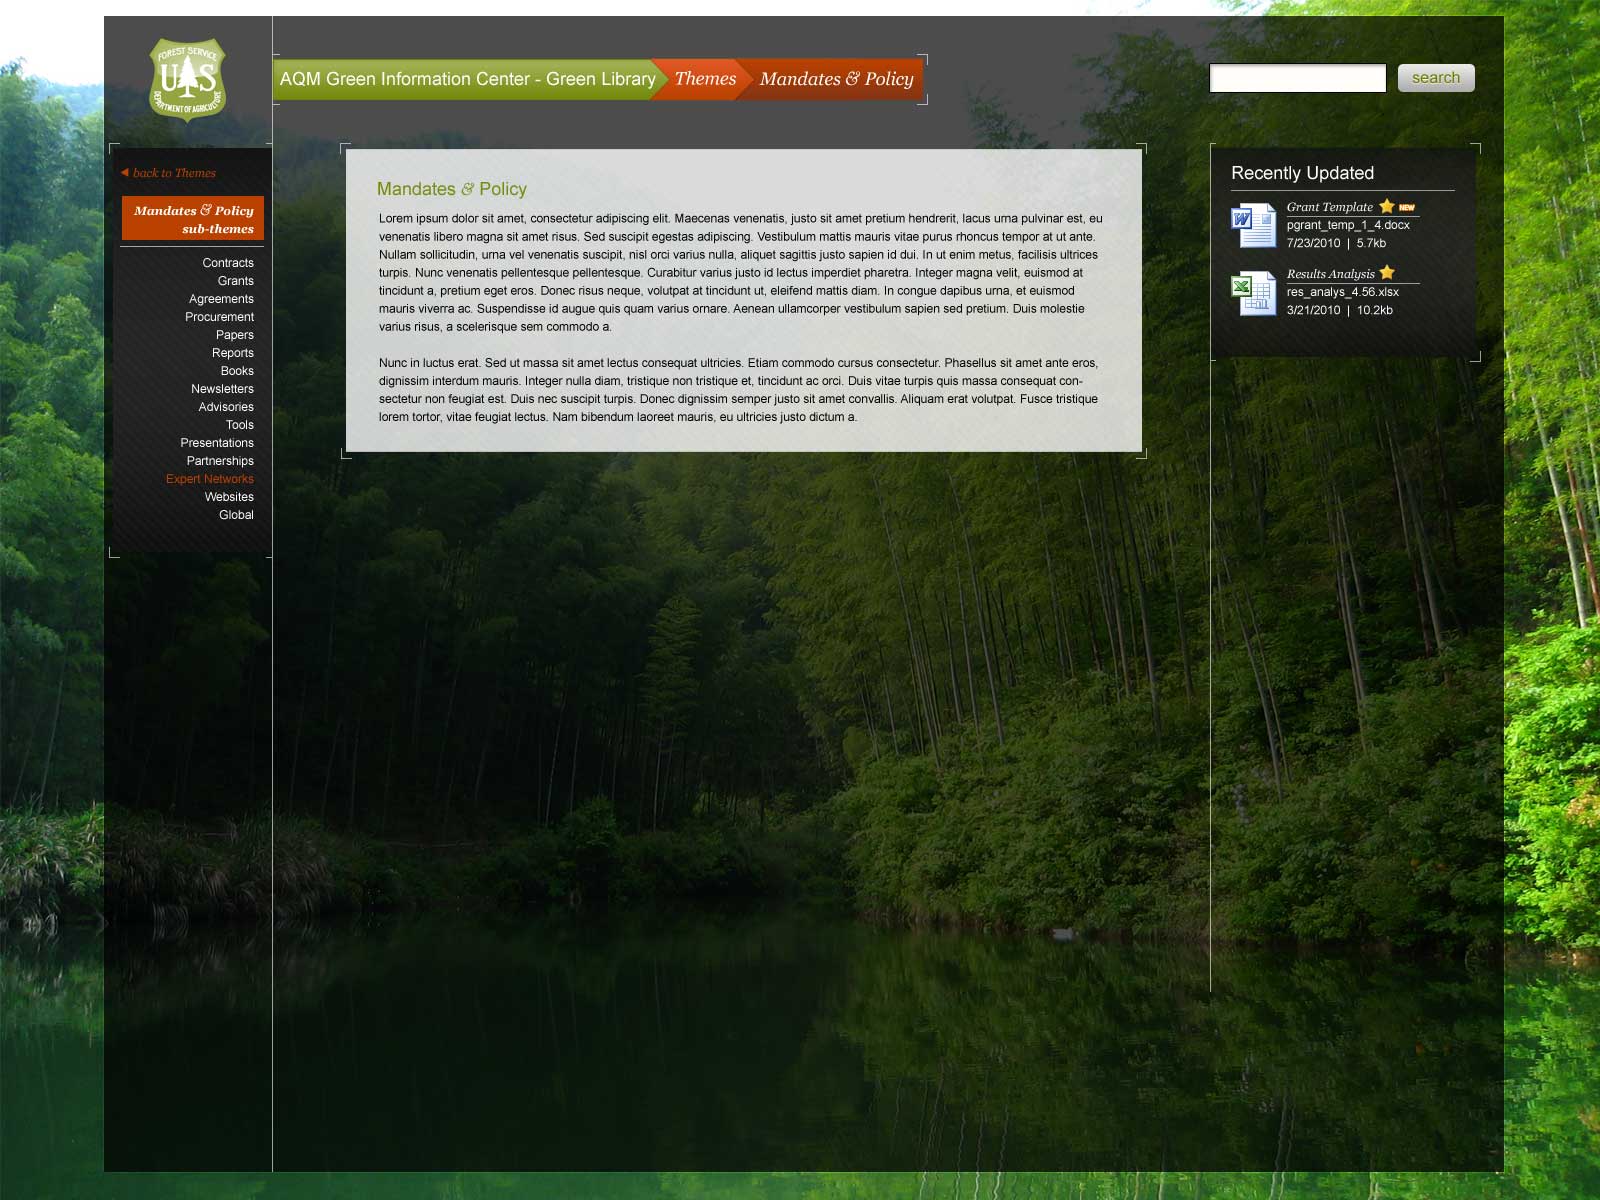 FOREST SERVICE
U S
DEPARTMENT OF AGRICULTURE
AQM Green Information Center - Green Library
Themes
Mandates & Policy
search
back to Themes
Mandates & Policy
sub-themes
Contracts
Grants
Agreements
Procurement
Papers
Reports
Books
Newsletters
Advisories
Tools
Presentations
Partnerships
Expert Networks
Websites
Global
Mandates & Policy
Lorem ipsum dolor sit amet, consectetur adipiscing elit. Maecenas venenatis, justo sit amet pretium hendrerit, lacus urna pulvinar est, eu
venenatis libero magna sit amet risus. Sed suscipit egestas adipiscing. Vestibulum mattis mauris vitae purus rhoncus tempor at ut ante.
Nullam sollicitudin, urna vel venenatis suscipit, nisl orci varius nulla, aliquet sagittis justo sapien id dui. In ut enim metus, facilisis ultrices
turpis. Nunc venenatis pellentesque pellentesque. Curabitur varius justo id lectus imperdiet pharetra. Integer magna velit, euismod at
tincidunt a, pretium eget eros. Donec risus neque, volutpat at tincidunt ut, eleifend mattis diam. In congue dapibus urna, et euismod
mauris viverra ac. Suspendisse id augue quis quam varius ornare. Aenean ullamcorper vestibulum sapien sed pretium. Duis molestie
varius risus, a scelerisque sem commodo a.
Nunc in luctus erat. Sed ut massa sit amet lectus consequat ultricies. Etiam commodo cursus consectetur. Phasellus sit amet ante eros,
dignissim interdum mauris. Integer nulla diam, tristique non tristique et, tincidunt ac orci. Duis vitae turpis quis massa consequat con-
sectetur non feugiat est. Duis nec suscipit turpis. Donec dignissim semper justo sit amet convallis. Aliquam erat volutpat. Fusce tristique
lorem tortor, vitae feugiat lectus. Nam bibendum laoreet mauris, eu ultricies justo dictum a.
Recently Updated
Grant Template NEW
pgrant_temp_1_4.docx
7/23/2010 | 5.7kb
Results Analysis
res_analys_4.56.xlsx
3/21/2010 | 10.2kb